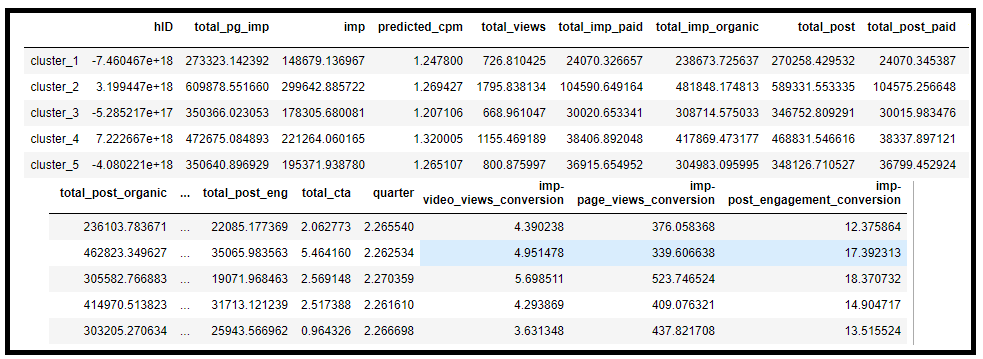 hID total_pg_imp imp predicted_cpm total_views total_imp_paid total_imp_organic total_post total_post_paid
cluster_1 -7.460467e+18 273323.142392 148679.136967 1.247800 726.810425 24070.326657 238673.725637 270258.429532 24070.345387
cluster_2 3.199447e+18 609878.551660 299642.885722 1.269427 1795.838134 104590.649164 481848.174813 589331.553335 104575.256648
cluster_3 -5.285217e+17 350366.023053 178305.680081 1.207106 668.961047 30020.653341 308714.575033 346752.809291 30015.983476
cluster_4 7.222667e+18 472675.084893 221264.060165 1.320005 1155.469189 38406.892048 417869.473177 468831.546616 38337.897121
cluster_5 -4.080221e+18 350640.896929 195371.938780 1.265107 800.875997 36915.654952 304983.095995 348126.710527 36799.452924
imp- imp- imp-
total_post_organic ... total_post_eng total_cta quarter video_views_conversion page_views_conversion post_engagement_conversion
236103.783671 ... 22085.177369 2.062773 2.265540 4.390238 376.058368 12.375864
462823.349627 ... 35065.983563 5.464160 2.262534 4.951478 339.606638 17.392313
305582.766883 ... 19071.968463 2.569148 2.270359 5.698511 523.746524 18.370732
414970.513823 ... 31713.121239 2.517388 2.261610 4.293869 409.076321 14.904717
303205.270634 ... 25943.566962 0.964326 2.266698 3.631348 437.821708 13.515524